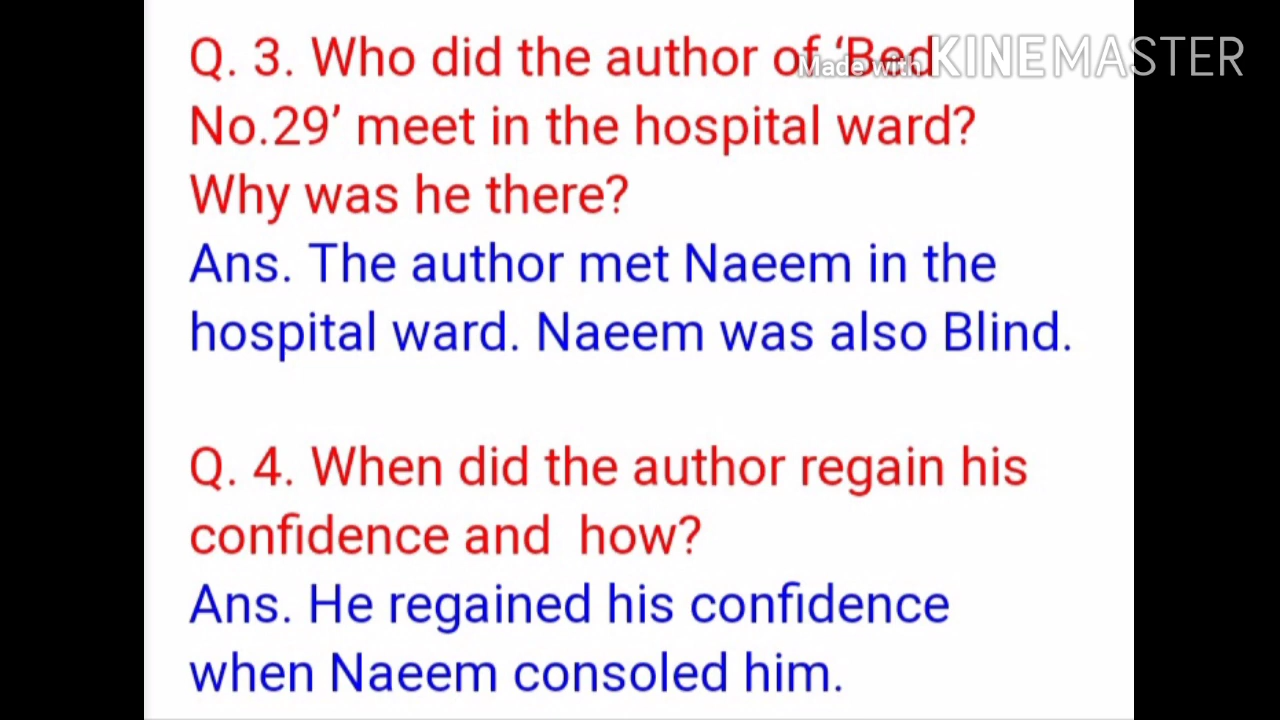 Q. 3. Who did the author of ‘Bed
Made with KINEMASTER
No.29’ meet in the hospital ward?
Why was he there?
Ans. The author met Naeem in the
hospital ward. Naeem was also Blind.
Q. 4. When did the author regain his
confidence and  how?
Ans. He regained his confidence
when Naeem consoled him.